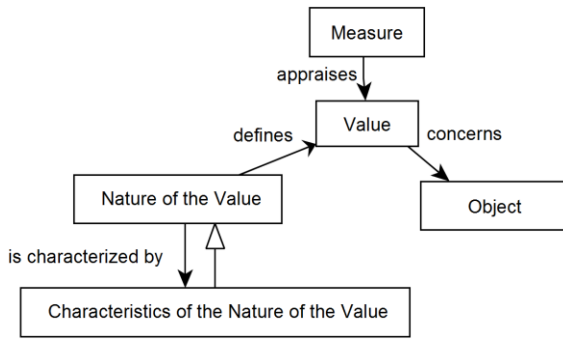 Measure
appraises
Value
defines
concerns
Nature of the Value
Object
is characterized by
Characteristics of the Nature of the Value